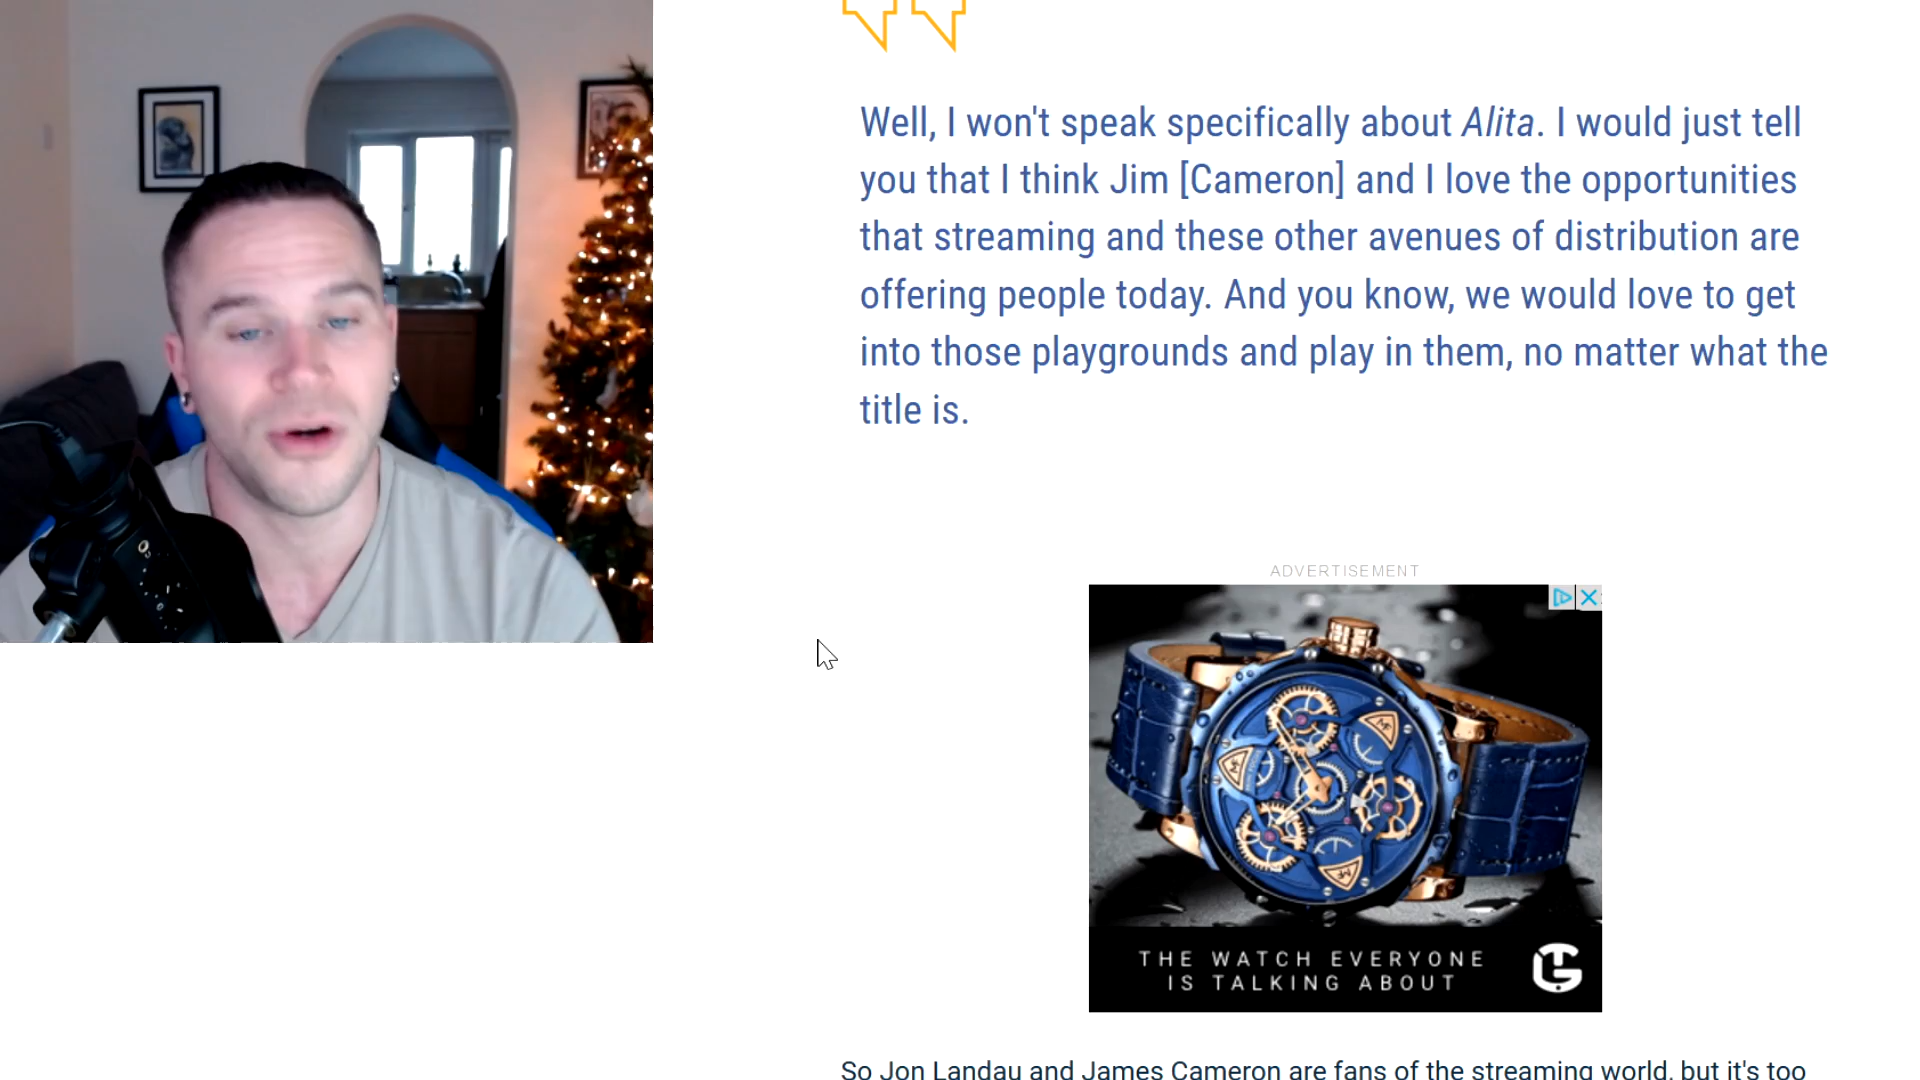 Well, I won't speak specifically about Alita. I would just tell
you that I think Jim [Cameron] and I love the opportunities
that streaming and these other avenues of distribution are
offering people today. And you know, we would love to get
into those playgrounds and play in them, no matter what the
title is.
ADVERTISEMENT
THE WATCH EVERYONE
IS TALKING ABOUT
So Jon Landau and James Cameron are fans of the streaming world, but it's too